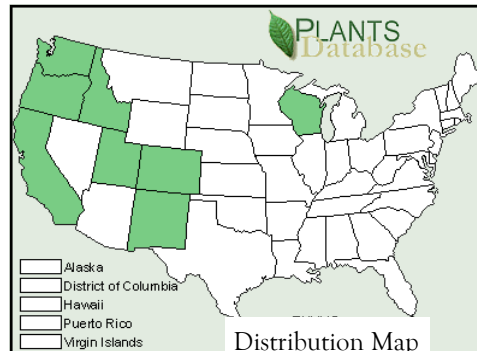 PLANTS
Database
Alaska
District of Columbia
Hawaii
Puerto Rico
Virgin Islands
Distribution Map